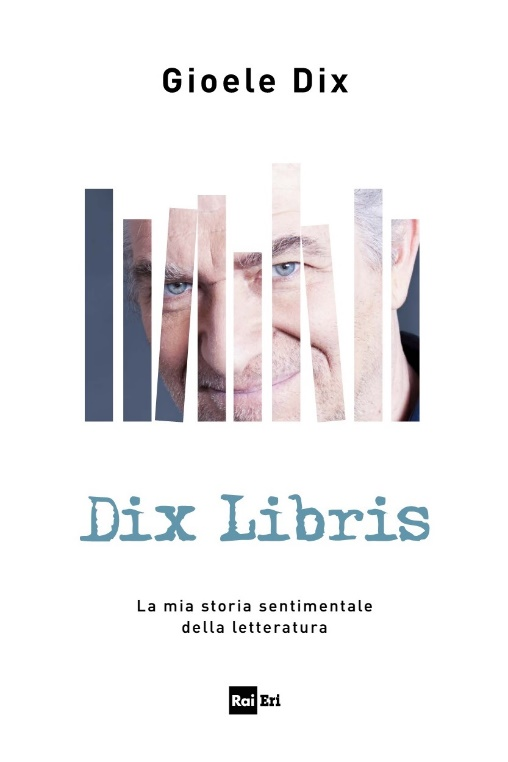 Gioele Dix
Dix Libris
La mia storia sentimentale
della letteratura
Rai Eri